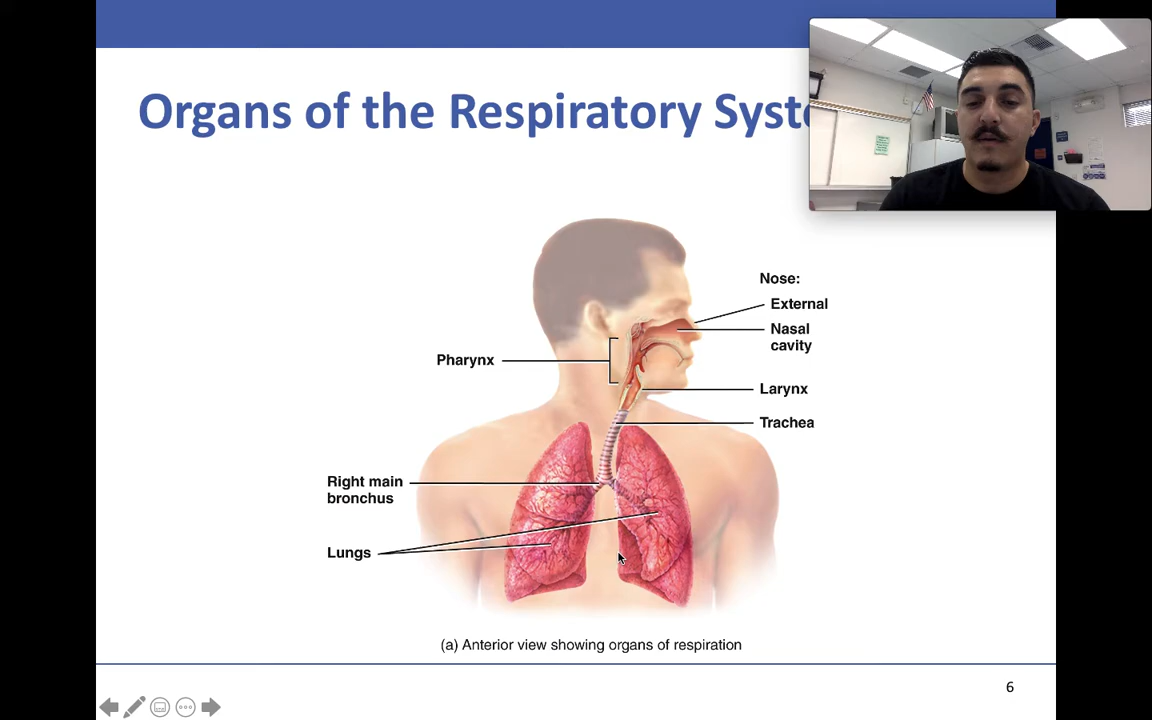 Organs of the Respiratory Syst
Nose:
External
Nasal
cavity
Pharynx
Larynx
Trachea
Right main
bronchus
Lungs
(a) Anterior view showing organs of respiration
6